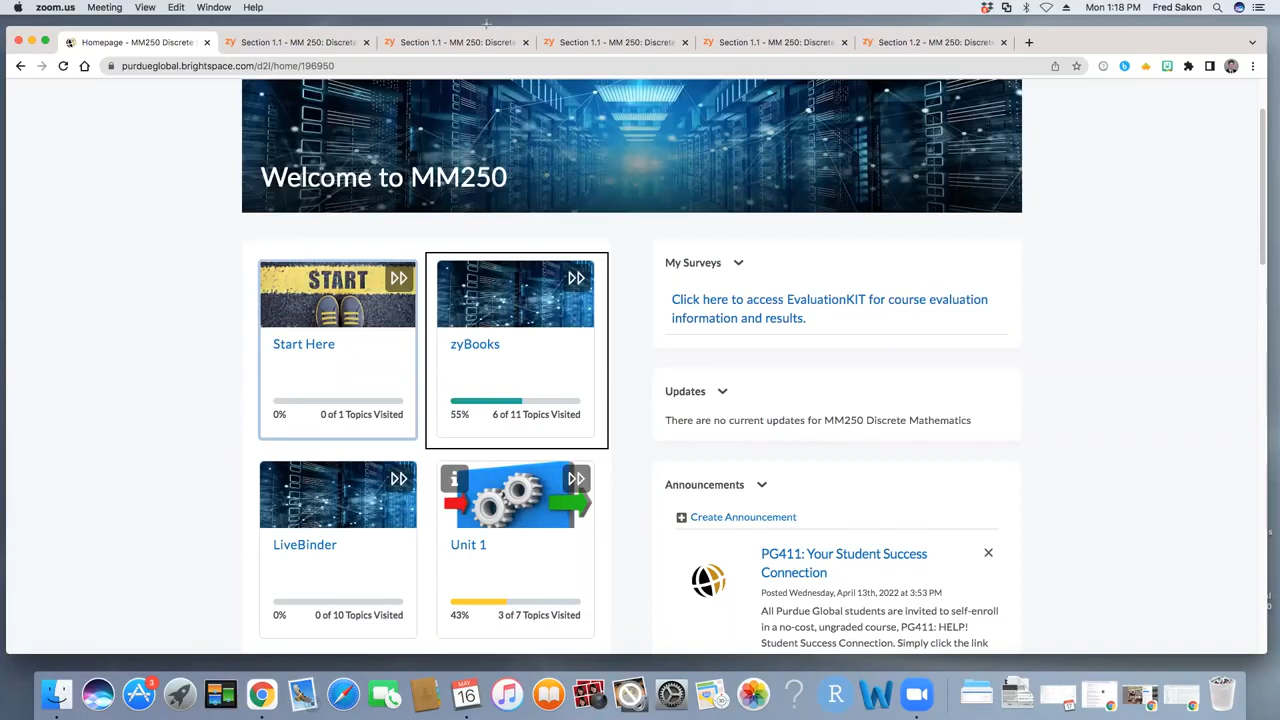 zoom.us Meeting View Edit Window Help Mon 1:18 PM Fred Sakon
Homepage - MM250 Discrete Section 1.1 - MM 250: Discrete Section 1.1 - MM 250: Discrete Section 1.1 - MM 250: Discrete Section 1.1 - MM 250: Discrete Section 1.2 - MM 250: Discrete
purdueglobal.brightspace.com/d2l/home/196950
Welcome to MM250
START
Start Here
0% 0 of 1 Topics Visited
zyBooks
55% 6 of 11 Topics Visited
LiveBinder
0% 0 of 10 Topics Visited
Unit 1
43% 3 of 7 Topics Visited
My Surveys
Click here to access EvaluationKIT for course evaluation
information and results.
Updates
There are no current updates for MM250 Discrete Mathematics
Announcements
Create Announcement
PG411: Your Student Success
Connection
Posted Wednesday, April 13th, 2022 at 3:53 PM
All Purdue Global students are invited to self-enroll
in a no-cost, ungraded course, PG411: HELP!
Student Success Connection. Simply click the link
3
MAY
16